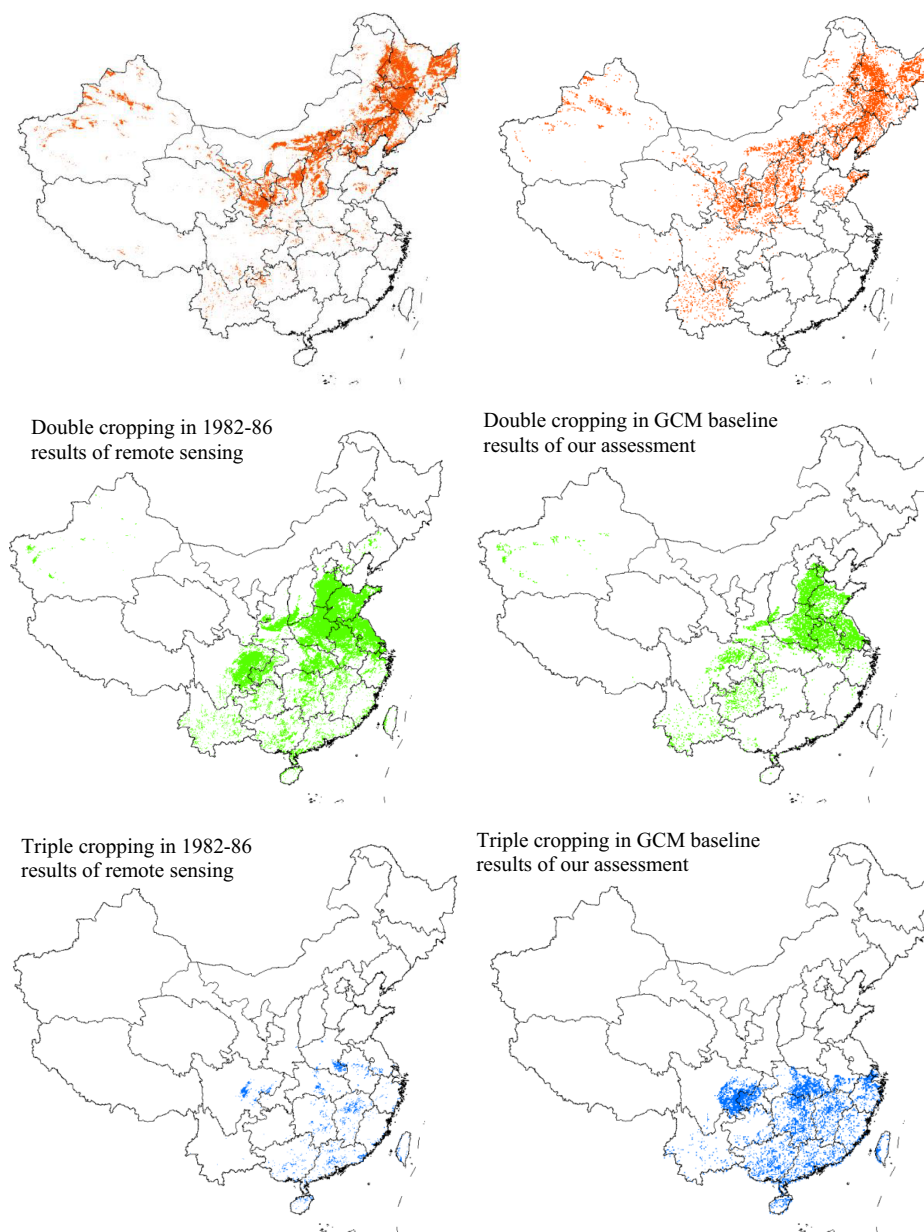 Double cropping in 1982-86
results of remote sensing
Double cropping in GCM baseline
results of our assessment
Triple cropping in 1982-86
results of remote sensing
Triple cropping in GCM baseline
results of our assessment